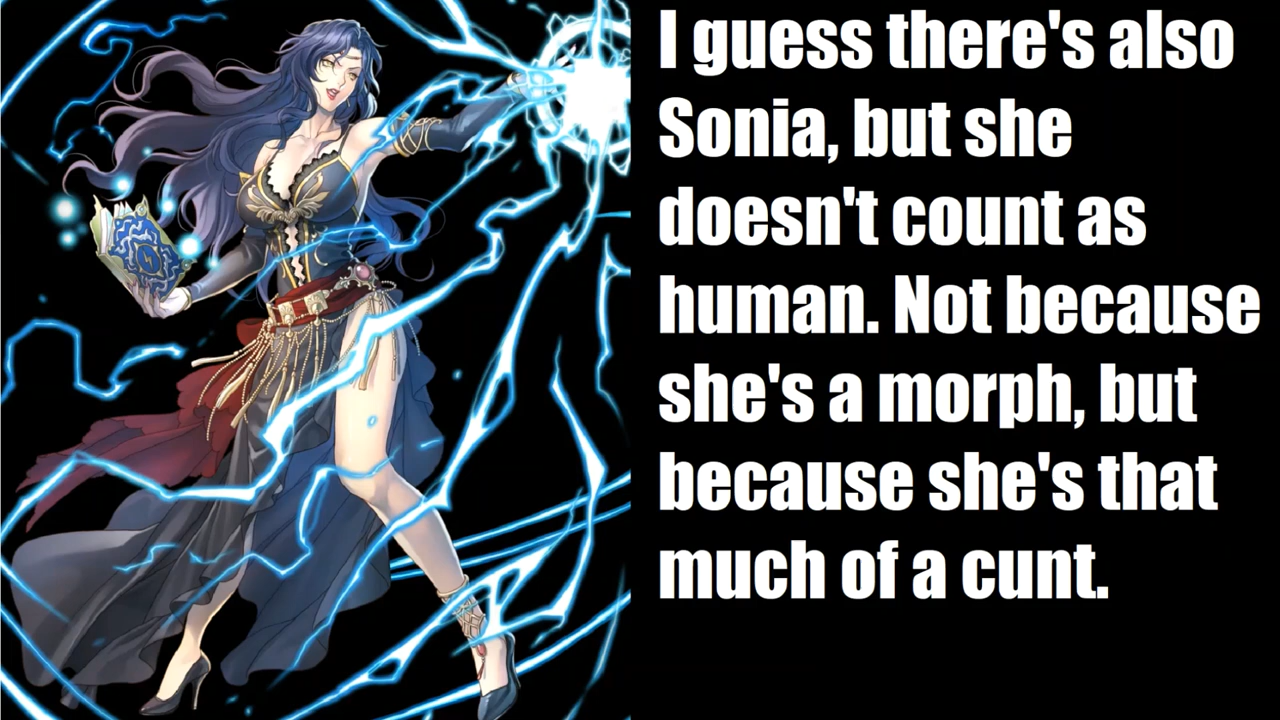 I guess there's also
Sonia, but she
doesn't count as
human. Not because
she's a morph, but
because she's that
much of a cunt.